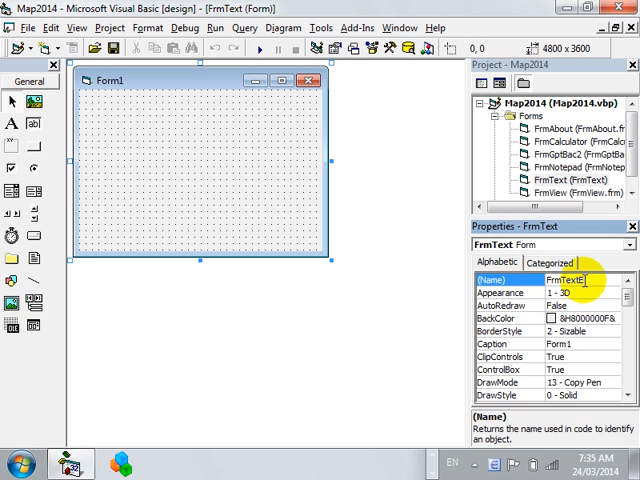 Map2014 - Microsoft Visual Basic [design] - [FrmText (Form)]
File Edit View Project Format Debug Run Query Diagram Tools Add-Ins Window Help
0, 0 4800 x 3600
General
Form1
Project - Map2014
Map2014 (Map2014.vbp)
Forms
FrmAbout (FrmAbout.fr
FrmCalculator (FrmCalc
FrmGptBac2 (FrmGptBa
FrmNotepad (FrmNotep
FrmText (FrmText)
FrmView (FrmView.frm)
Properties - FrmText
FrmText Form
Alphabetic Categorized
(Name) FrmTextE
Appearance 1 - 3D
AutoRedraw False
BackColor &H8000000F&
BorderStyle 2 - Sizable
Caption Form1
ClipControls True
ControlBox True
DrawMode 13 - Copy Pen
DrawStyle 0 - Solid
(Name)
Returns the name used in code to identify
an object.
EN
7:35 AM
24/03/2014